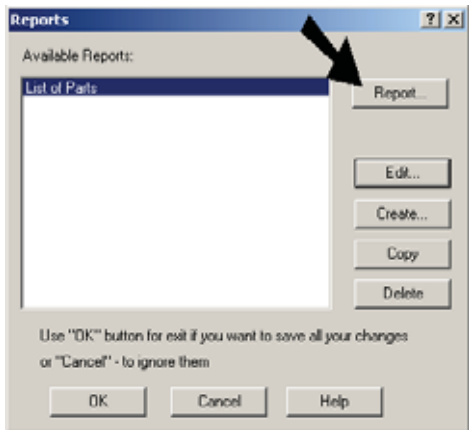 Reports
Available Reports:
List of Parts
Report...
Edit...
Create...
Copy
Delete
Use "OK" button for exit if you want to save all your changes
or "Cancel" - to ignore them
OK
Cancel
Help